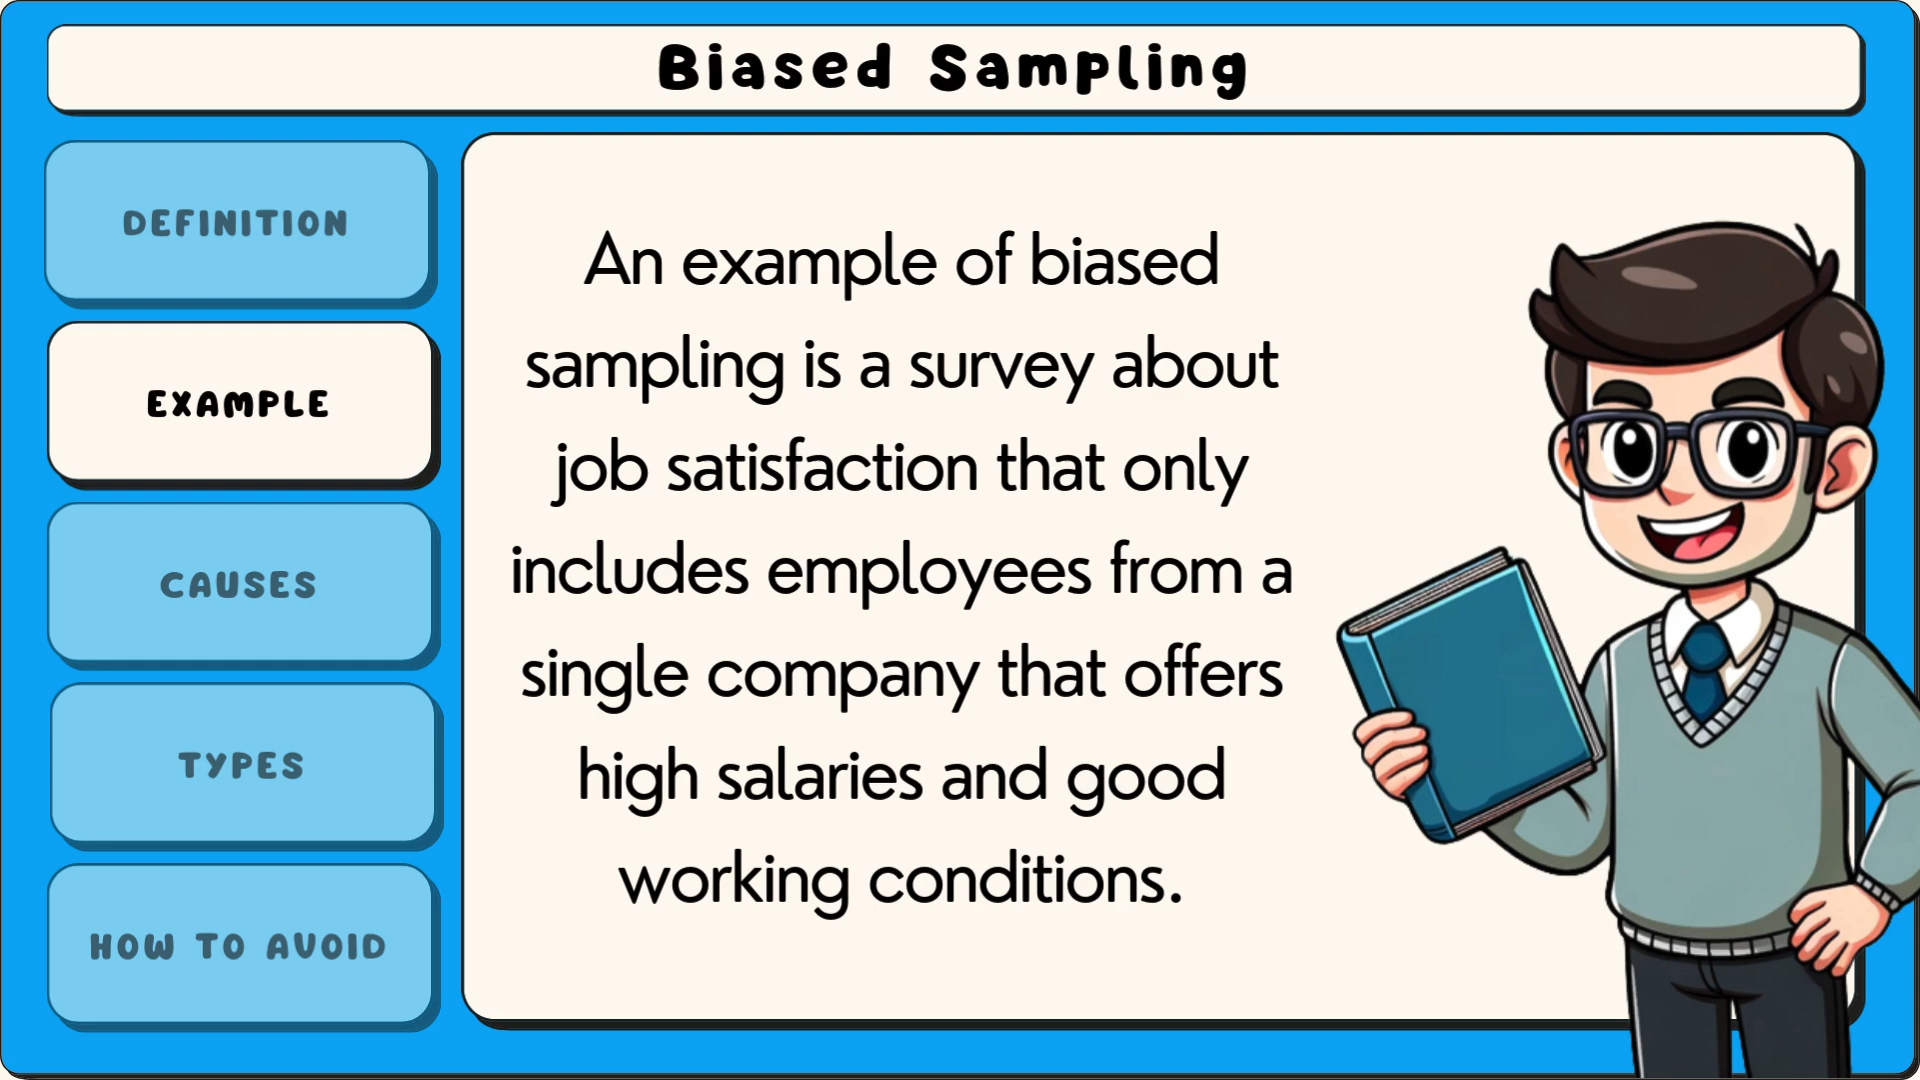 Biased Sampling
DEFINITION
EXAMPLE
CAUSES
TYPES
HOW TO AVOID
An example of biased
sampling is a survey about
job satisfaction that only
includes employees from a
single company that offers
high salaries and good
working conditions.